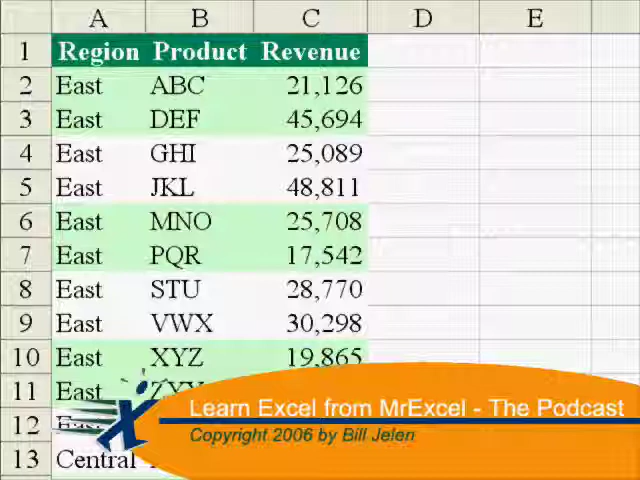 A B C D E
1 Region Product Revenue
2 East ABC 21,126
3 East DEF 45,694
4 East GHI 25,089
5 East JKL 48,811
6 East MNO 25,708
7 East PQR 17,542
8 East STU 28,770
9 East VWX 30,298
10 East XYZ 19,865
11 East
12 East
13 Central
Learn Excel from MrExcel - The Podcast
Copyright 2006 by Bill Jelen